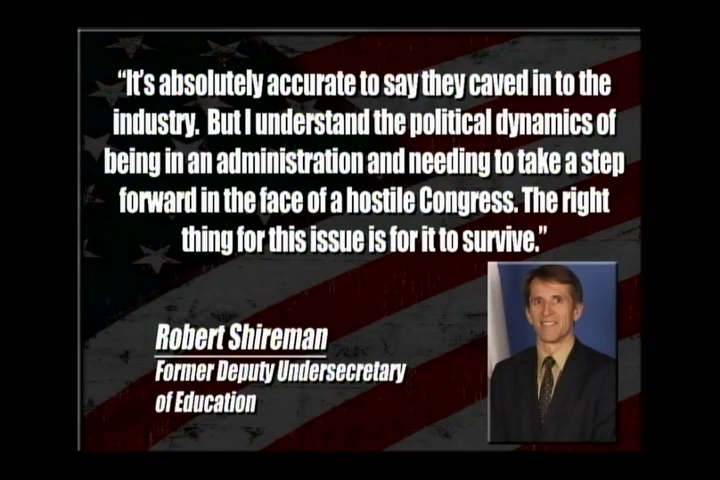 “It’s absolutely accurate to say they caved in to the
industry. But I understand the political dynamics of
being in an administration and needing to take a step
forward in the face of a hostile Congress. The right
thing for this issue is for it to survive.”
Robert Shireman
Former Deputy Undersecretary
of Education